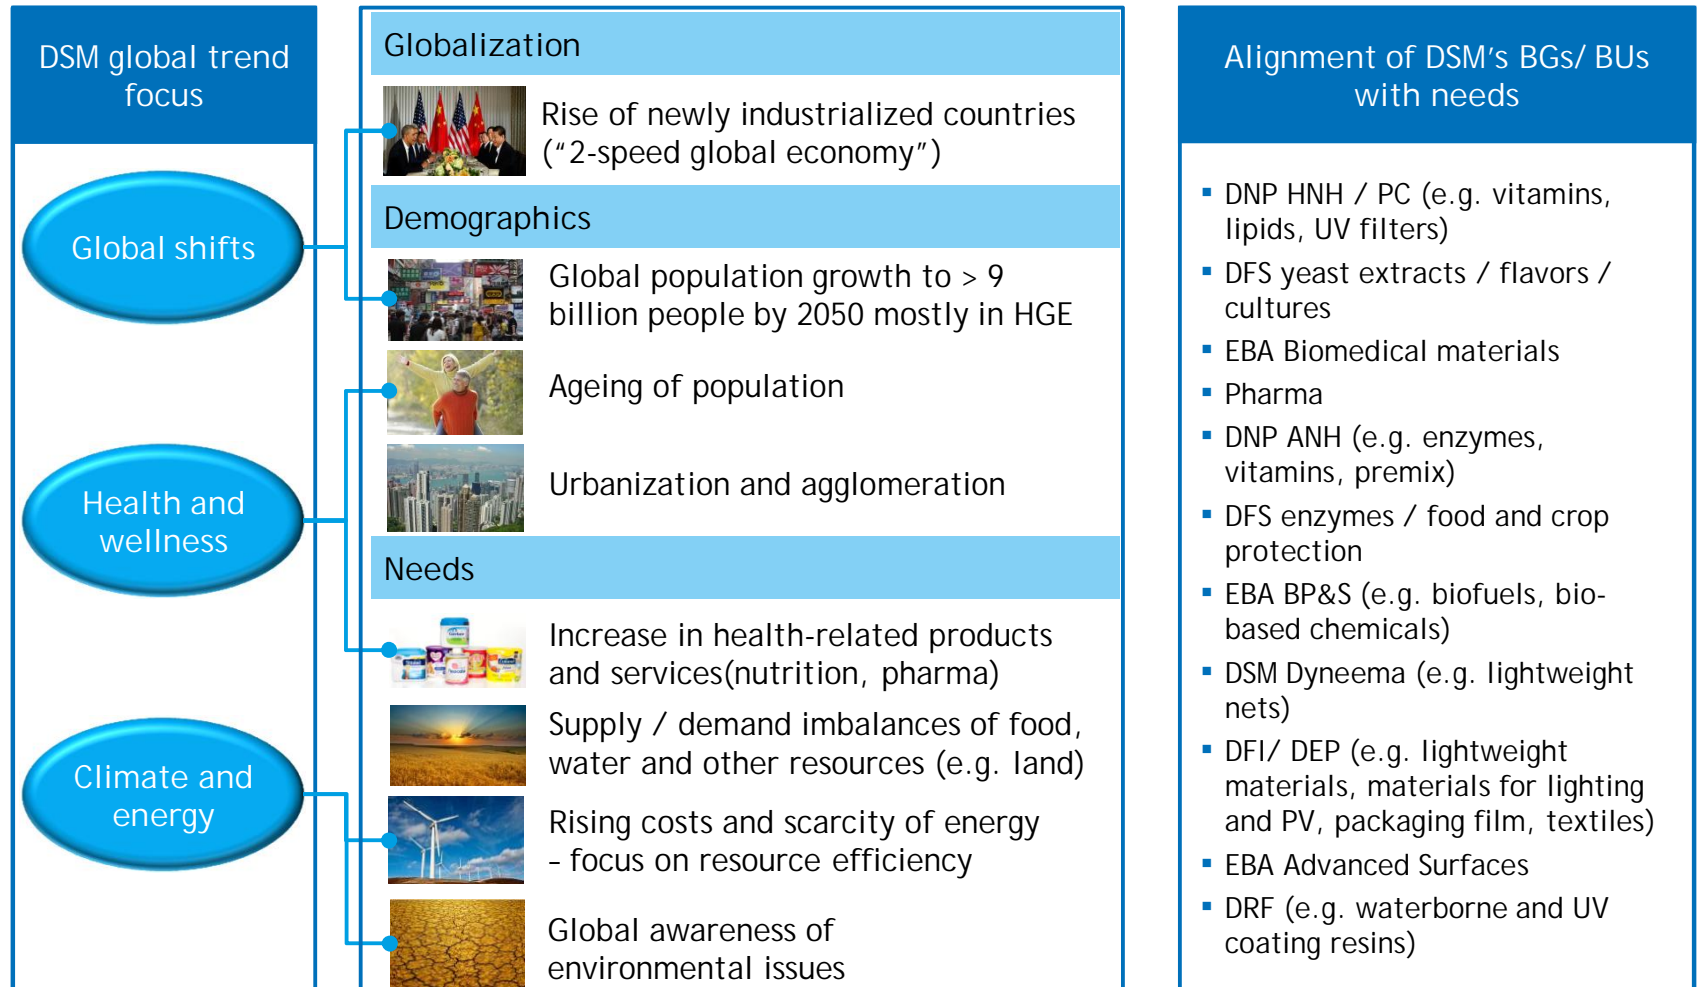 DSM global trend
focus
Global shifts
Health and
wellness
Climate and
energy
Globalization
Rise of newly industrialized countries
("2-speed global economy")
Demographics
Global population growth to > 9
billion people by 2050 mostly in HGE
Ageing of population
Urbanization and agglomeration
Needs
Increase in health-related products
and services(nutrition, pharma)
Supply / demand imbalances of food,
water and other resources (e.g. land)
Rising costs and scarcity of energy
– focus on resource efficiency
Global awareness of
environmental issues
Alignment of DSM's BGs/ BUs
with needs
▪ DNP HNH / PC (e.g. vitamins,
lipids, UV filters)
▪ DFS yeast extracts / flavors /
cultures
▪ EBA Biomedical materials
▪ Pharma
▪ DNP ANH (e.g. enzymes,
vitamins, premix)
▪ DFS enzymes / food and crop
protection
▪ EBA BP&S (e.g. biofuels, bio-
based chemicals)
▪ DSM Dyneema (e.g. lightweight
nets)
▪ DFI/ DEP (e.g. lightweight
materials, materials for lighting
and PV, packaging film, textiles)
▪ EBA Advanced Surfaces
▪ DRF (e.g. waterborne and UV
coating resins)